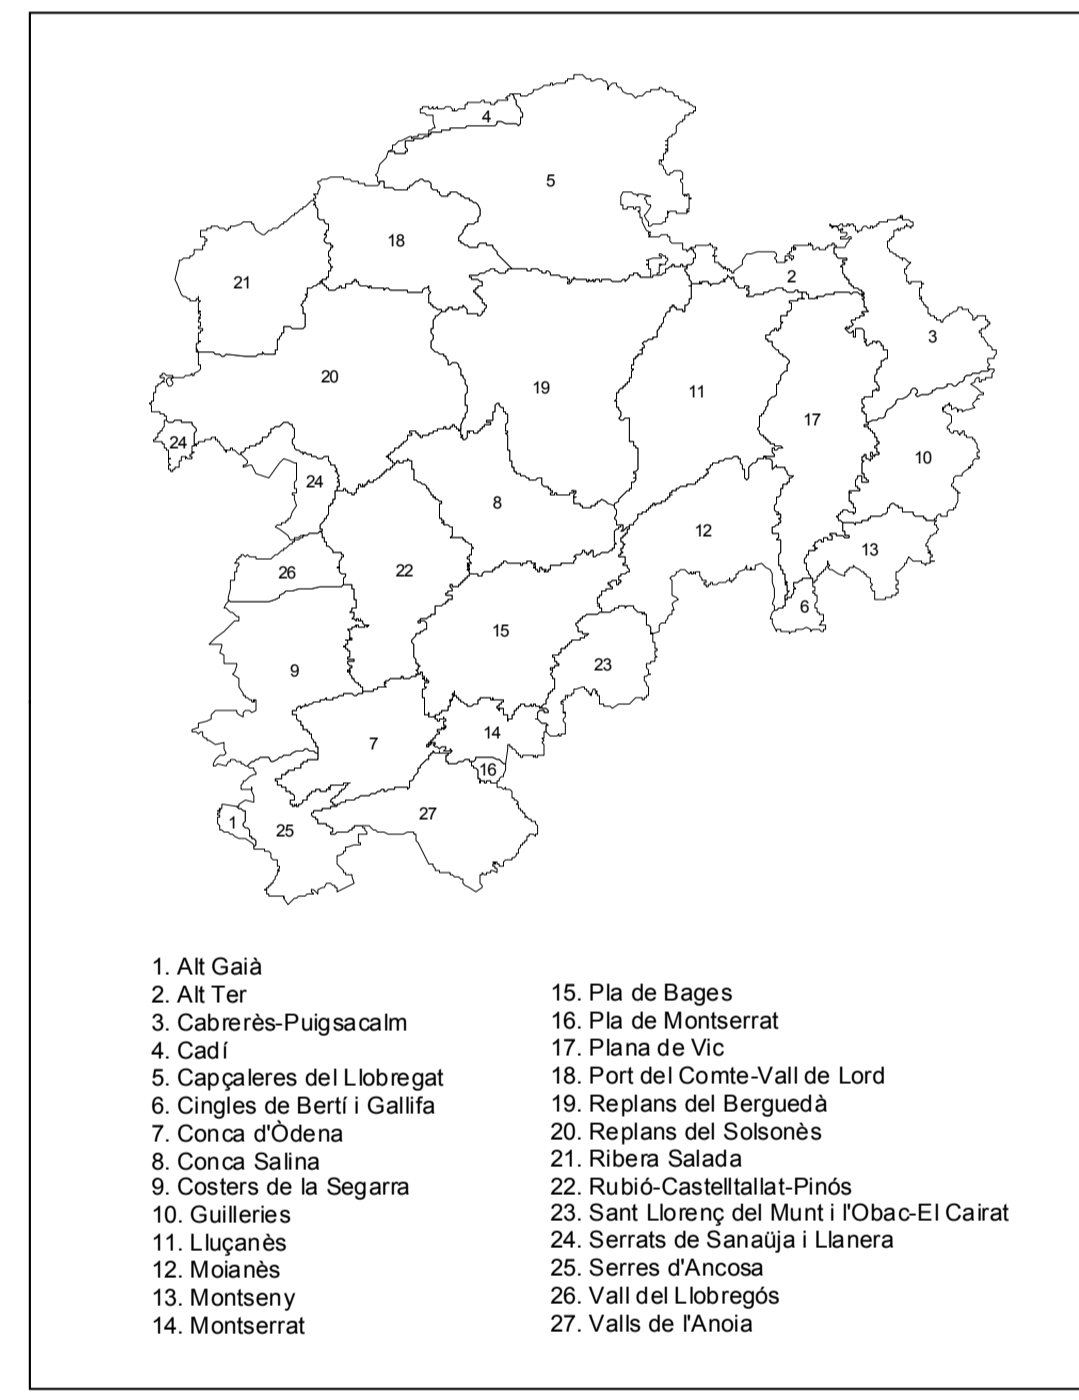 4
5
18
2
21
3
20
19
11
17
24
10
24
8
12
13
26
22
6
15
23
9
14
7
16
27
1
25
1. Alt Gaià
2. Alt Ter
3. Cabrerès-Puigsacalm
4. Cadí
5. Capçaleres del Llobregat
6. Cingles de Bertí i Gallifa
7. Conca d'Òdena
8. Conca Salina
9. Costers de la Segarra
10. Guilleries
11. Lluçanès
12. Moianès
13. Montseny
14. Montserrat
15. Pla de Bages
16. Pla de Montserrat
17. Plana de Vic
18. Port del Comte-Vall de Lord
19. Replans del Berguedà
20. Replans del Solsonès
21. Ribera Salada
22. Rubió-Castelltallat-Pinós
23. Sant Llorenç del Munt i l'Obac-El Cairat
24. Serrats de Sanaüja i Llanera
25. Serres d'Ancosa
26. Vall del Llobregós
27. Valls de l'Anoia